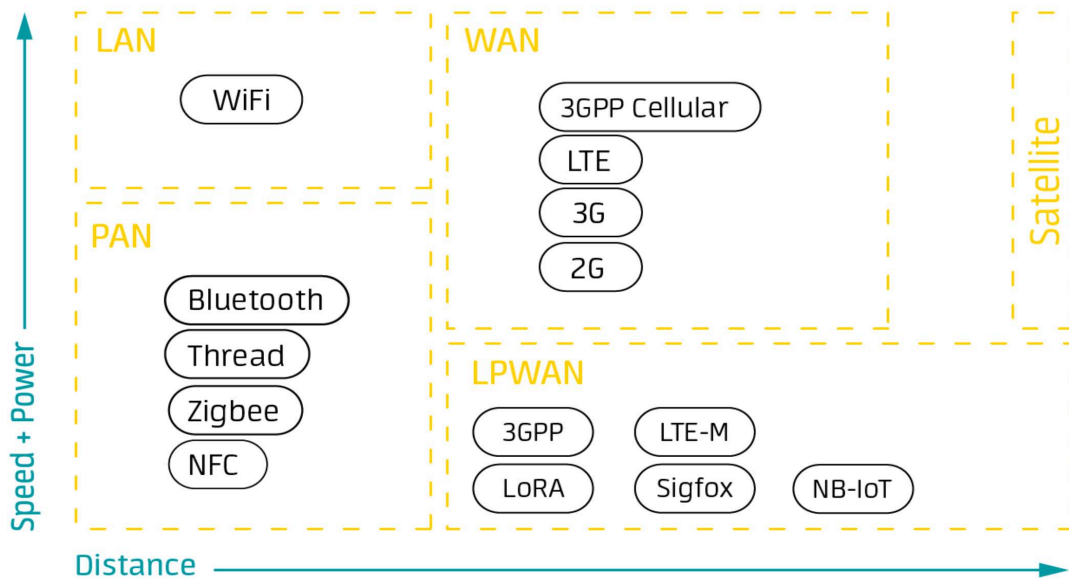 LAN
WiFi
PAN
Bluetooth
Thread
Zigbee
NFC
WAN
3GPP Cellular
LTE
3G
2G
Satellite
LPWAN
3GPP
LTE-M
LoRA
Sigfox
NB-IoT
Speed + Power
Distance